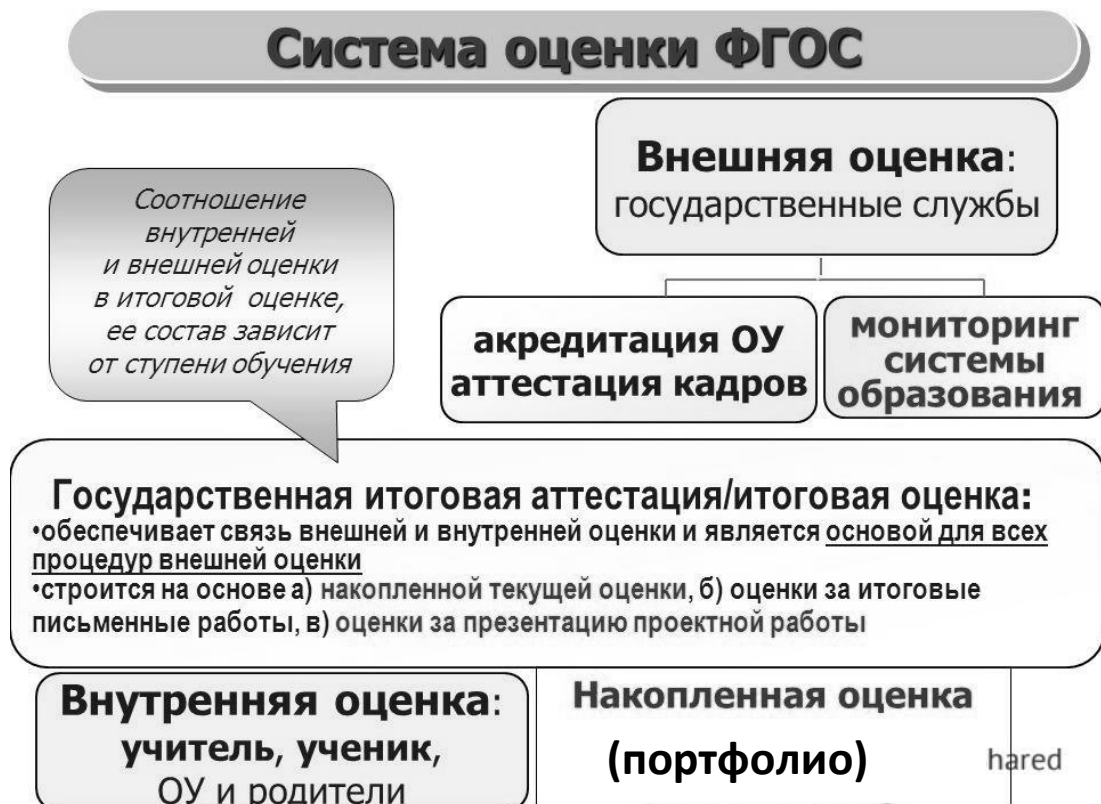 Система оценки ФГОС
Внешняя оценка:
государственные службы
Соотношение
внутренней
и внешней оценки
в итоговой оценке,
ее состав зависит
от ступени обучения
акредитация ОУ
аттестация кадров
мониторинг
системы
образования
Государственная итоговая аттестация/итоговая оценка:
•обеспечивает связь внешней и внутренней оценки и является основой для всех
процедур внешней оценки
•строится на основе а) накопленной текущей оценки, б) оценки за итоговые
письменные работы, в) оценки за презентацию проектной работы
Внутренняя оценка:
учитель, ученик,
ОУ и родители
Накопленная оценка
(портфолио)
hared